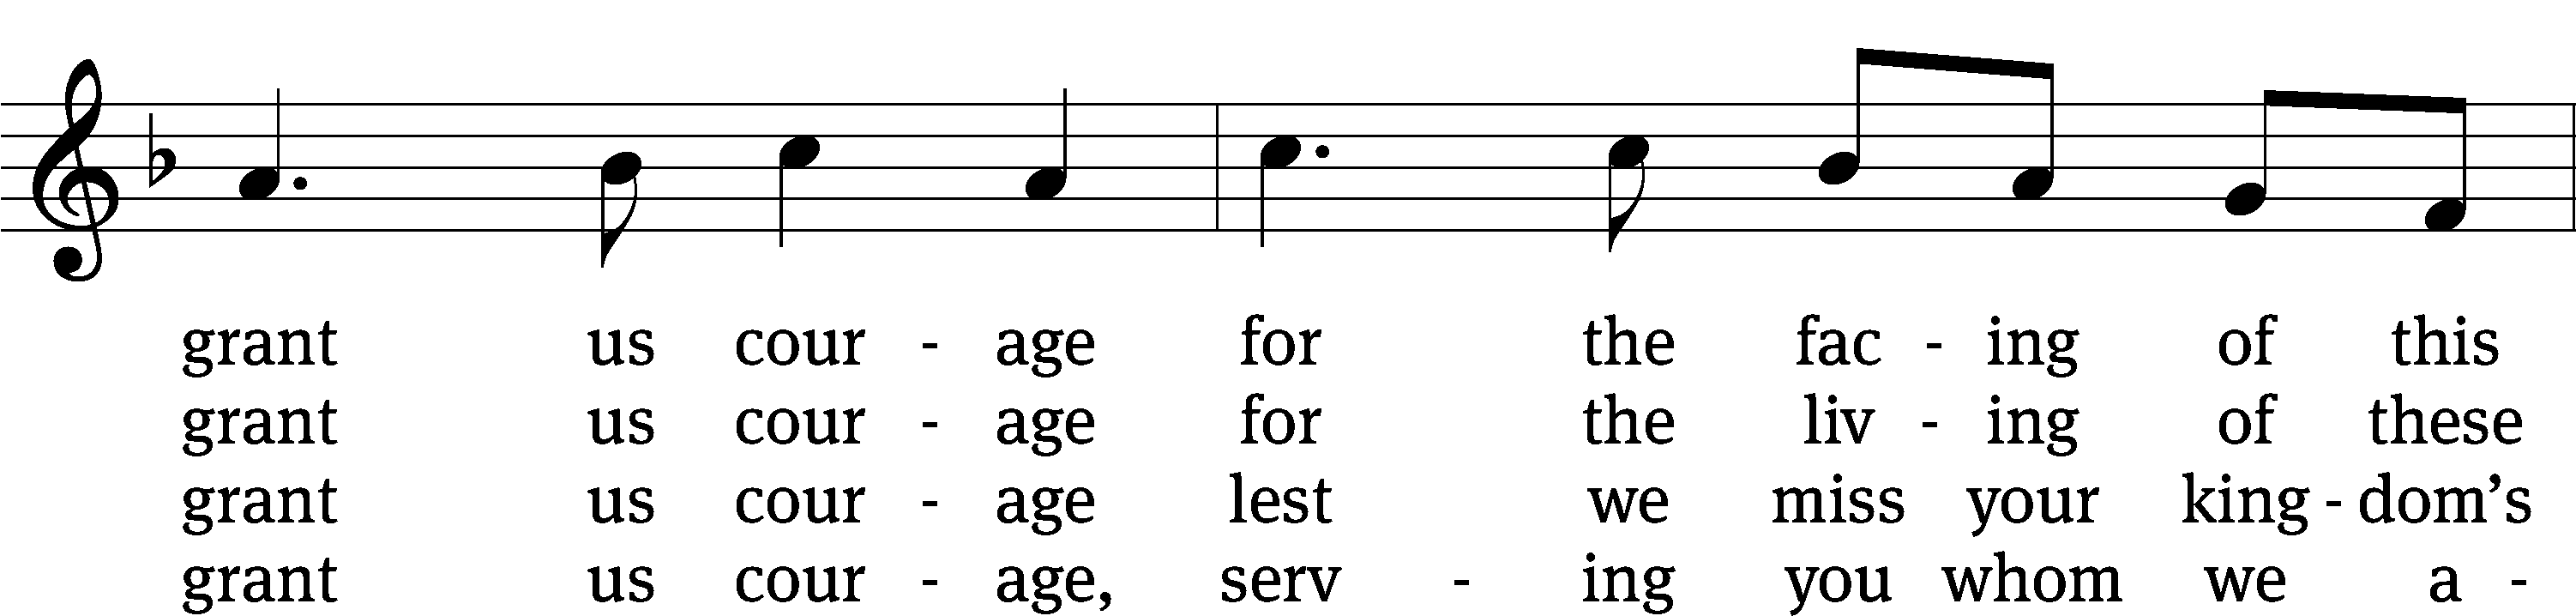 grant us cour - age for the fac - ing of this
grant us cour - age for the liv - ing of these
grant us cour - age lest we miss your king - dom’s
grant us cour - age, serv - ing you whom we a -